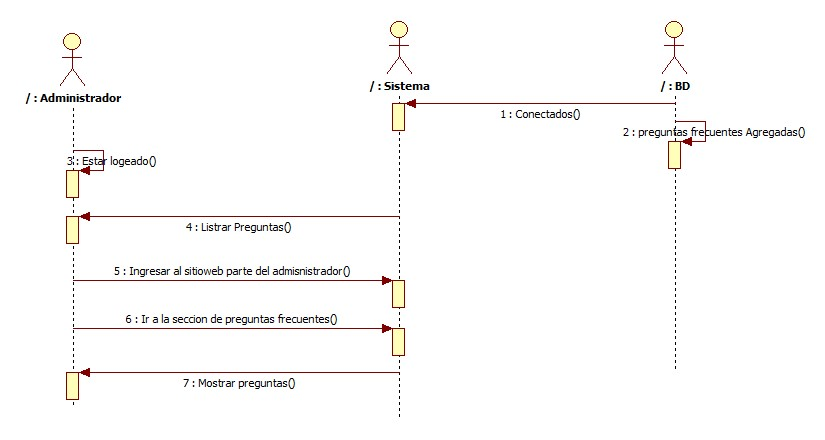 / : Administrador
/ : Sistema
/ : BD
1 : Conectados()
2 : preguntas frecuentes Agregadas()
3 : Estar logeado()
4 : Listrar Preguntas()
5 : Ingresar al sitioweb parte del admisnistrador()
6 : Ir a la seccion de preguntas frecuentes()
7 : Mostrar preguntas()